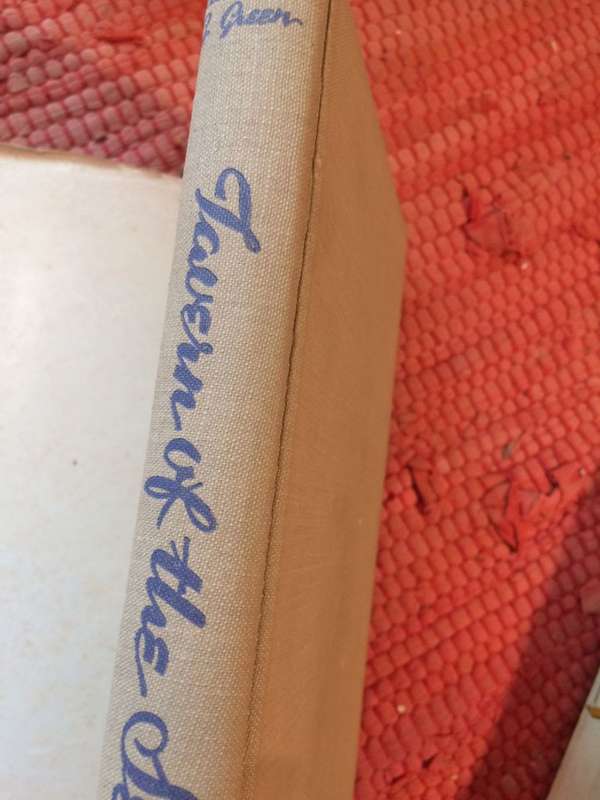 Green
Tavern of the